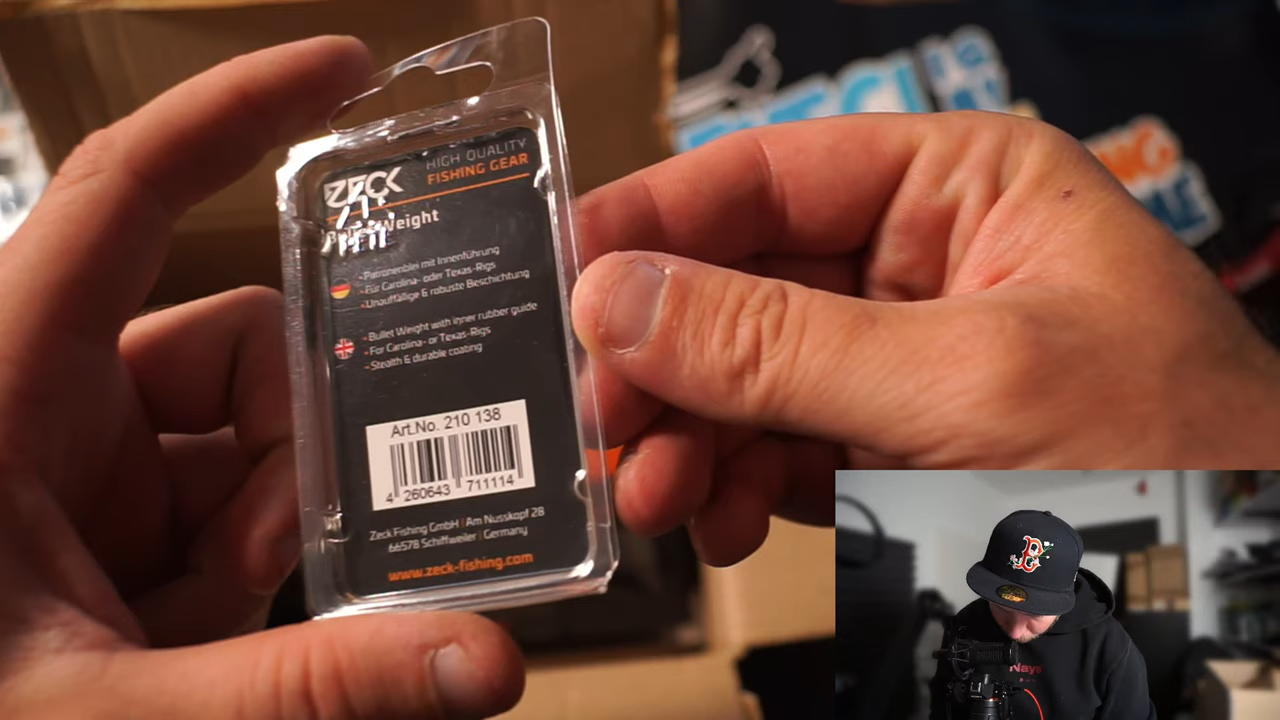 ZECK
HIGH QUALITY
FISHING GEAR
Bullet Weight
-Patronenblei mit Innenführung
-Für Carolina- oder Texas-Rigs
-Unauffällige & robuste Beschichtung
-Bullet Weight with inner rubber guide
-For Carolina- or Texas-Rigs
-Stealth & durable coating
Art.No. 210 138
4 260643 711114
Zeck Fishing GmbH | Am Nusskopf 28
66578 Schiffweiler | Germany
www.zeck-fishing.com
B